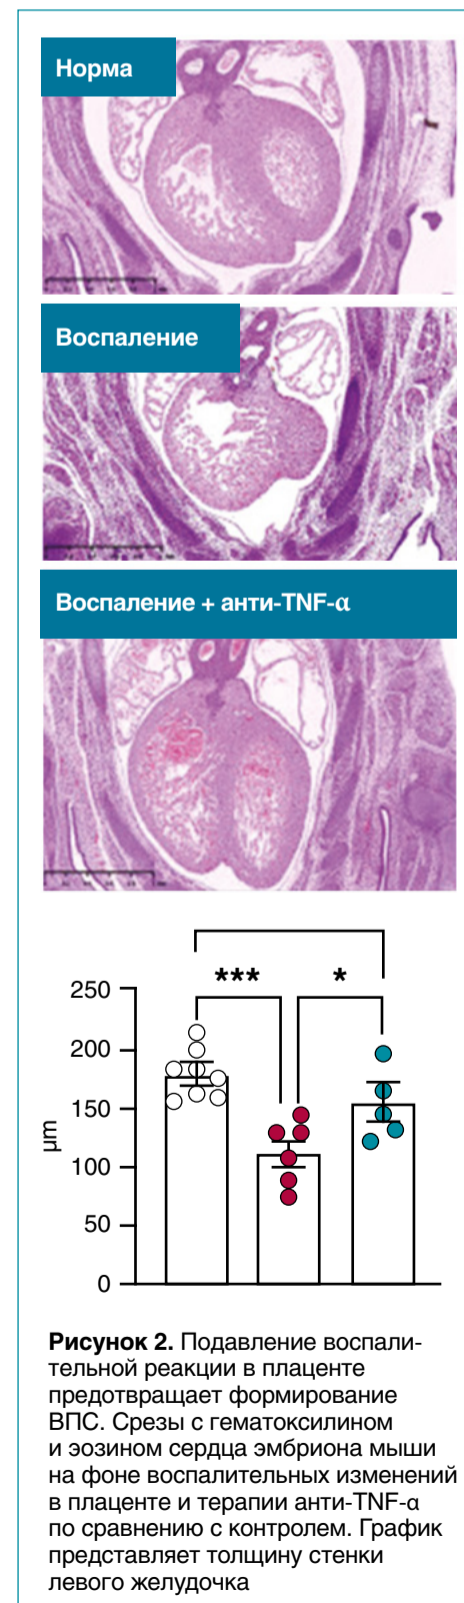 Норма
Воспаление
Воспаление + анти-TNF-α
*** *
250
200
150
100
50
0
µm
Рисунок 2. Подавление воспали-
тельной реакции в плаценте
предотвращает формирование
ВПС. Срезы с гематоксилином
и эозином сердца эмбриона мыши
на фоне воспалительных изменений
в плаценте и терапии анти-TNF-α
по сравнению с контролем. График
представляет толщину стенки
левого желудочка